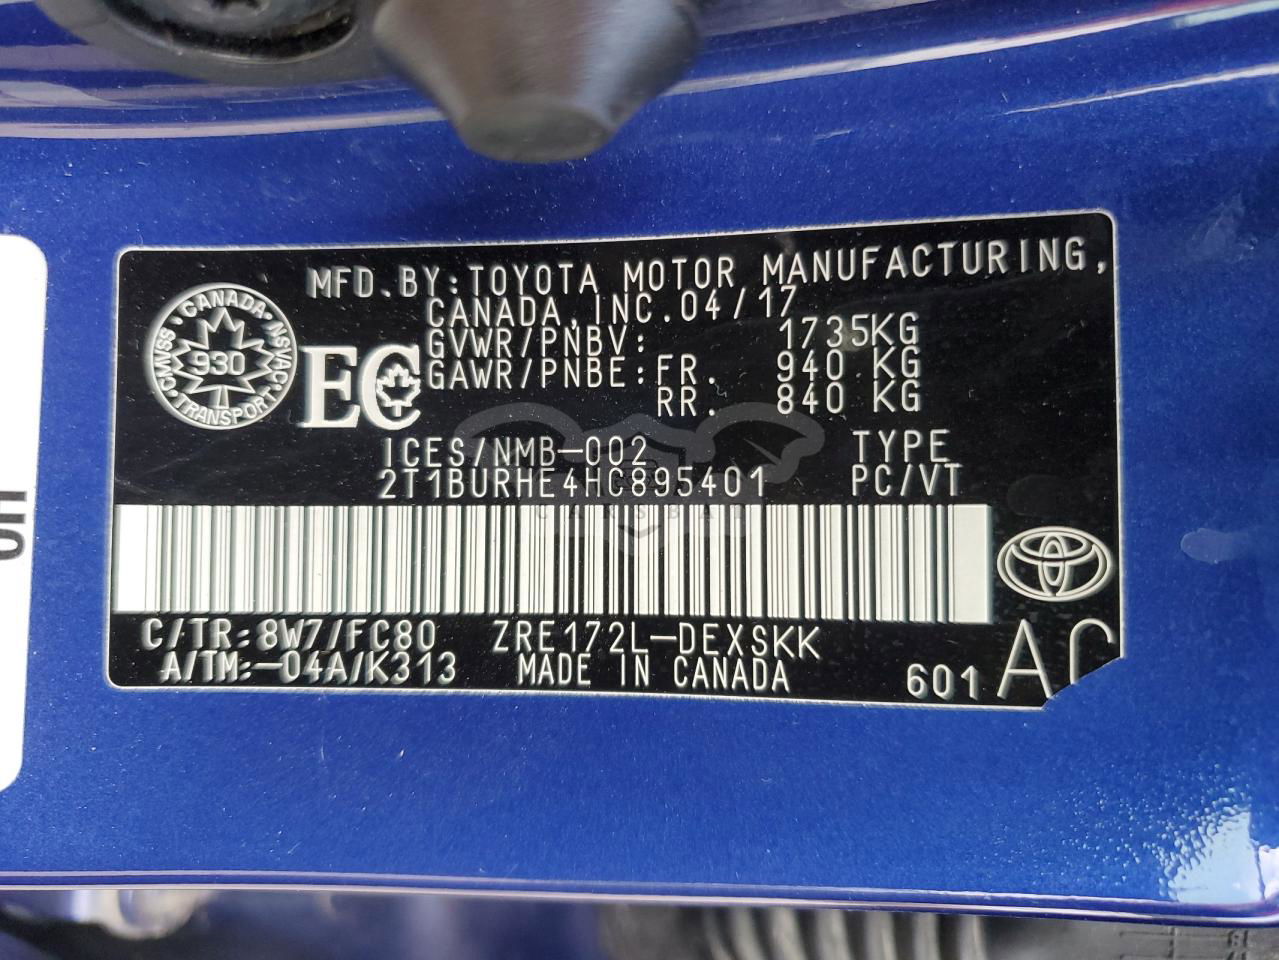 MFD.BY:TOYOTA MOTOR MANUFACTURING,
CANADA,INC.04/17
GVWR/PNBV: 1735KG
GAWR/PNBE:FR. 940 KG
RR. 840 KG
CANADA
CMVSS NSVAC
930
TRANSPORT
EC
ICES/NMB-002 TYPE
2T1BURHE4HC895401 PC/VT
C/TR:8W7/FC80 ZRE172L-DEXSKK
A/TM:-04A/K313 MADE IN CANADA 601